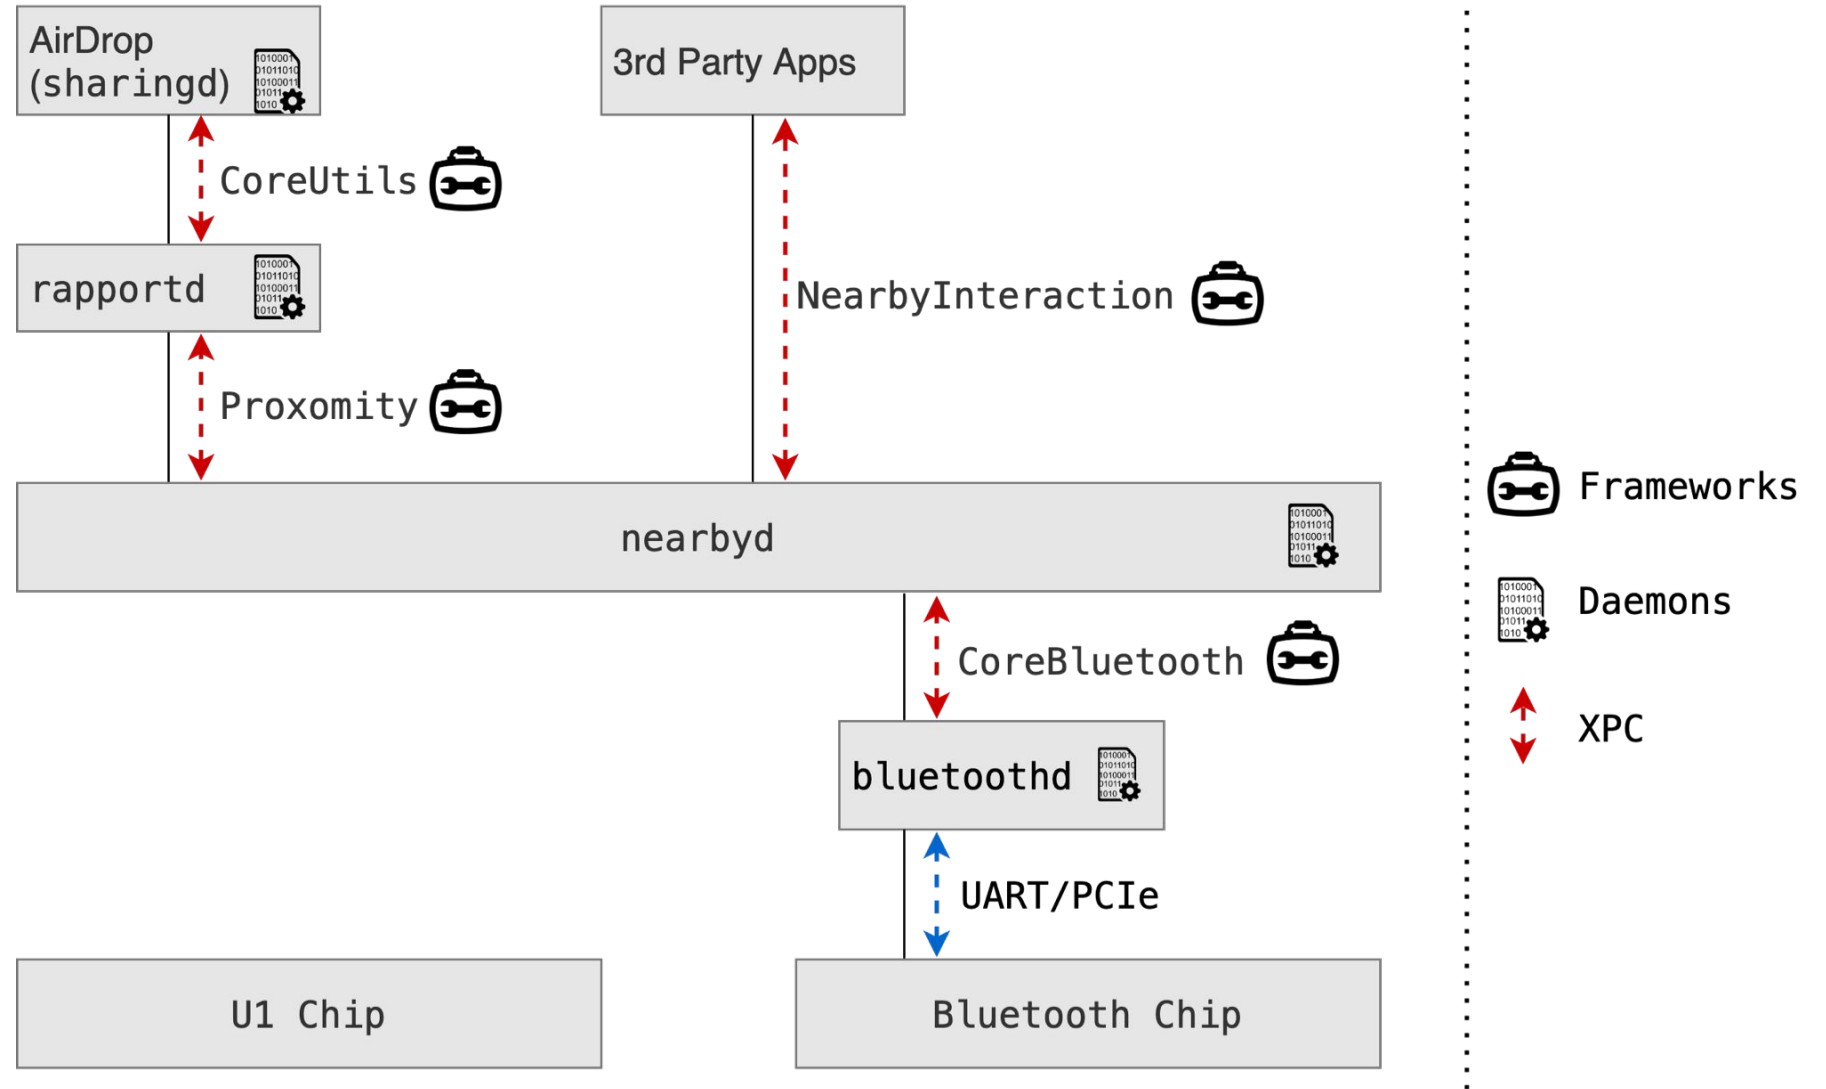 AirDrop
(sharingd)
3rd Party Apps
CoreUtils
rapportd
NearbyInteraction
Proxomity
nearbyd
CoreBluetooth
bluetoothd
UART/PCIe
U1 Chip
Bluetooth Chip
Frameworks
Daemons
XPC